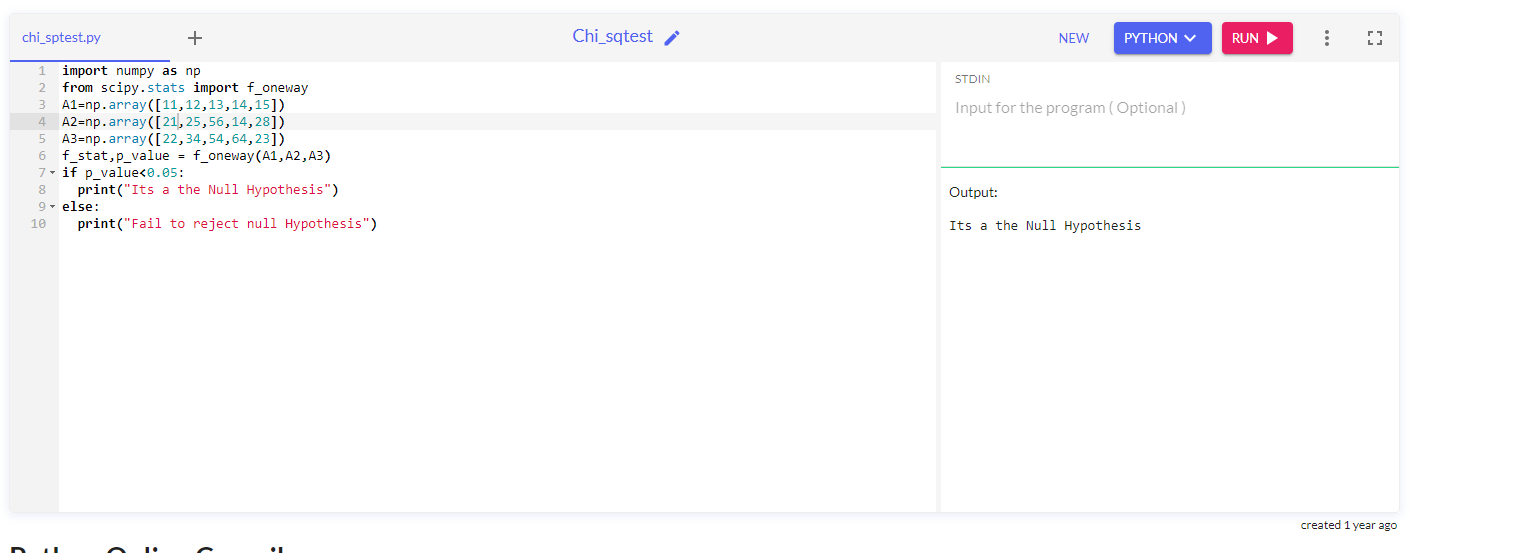 chi_sptest.py
Chi_sqtest
NEW
PYTHON
RUN
1 import numpy as np
2 from scipy.stats import f_oneway
3 A1=np.array([11,12,13,14,15])
4 A2=np.array([21,25,56,14,28])
5 A3=np.array([22,34,54,64,23])
6 f_stat,p_value = f_oneway(A1,A2,A3)
7 if p_value<0.05:
8   print("Its a the Null Hypothesis")
9 else:
10   print("Fail to reject null Hypothesis")
STDIN
Input for the program ( Optional )
Output:
Its a the Null Hypothesis
created 1 year ago